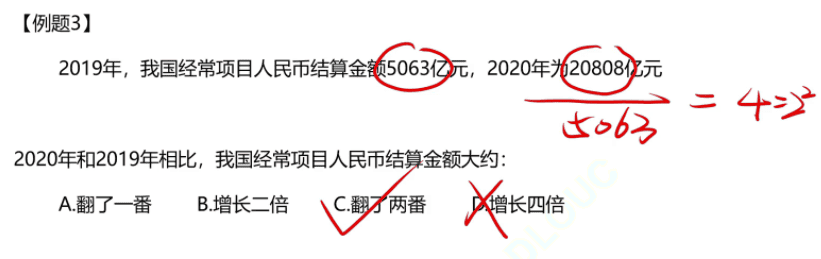 【例题3】
2019年，我国经常项目人民币结算金额5063亿元，2020年为20808亿元
5063 = 4=2²
2020年和2019年相比，我国经常项目人民币结算金额大约：
A.翻了一番 B.增长二倍 C.翻了两番 D.增长四倍